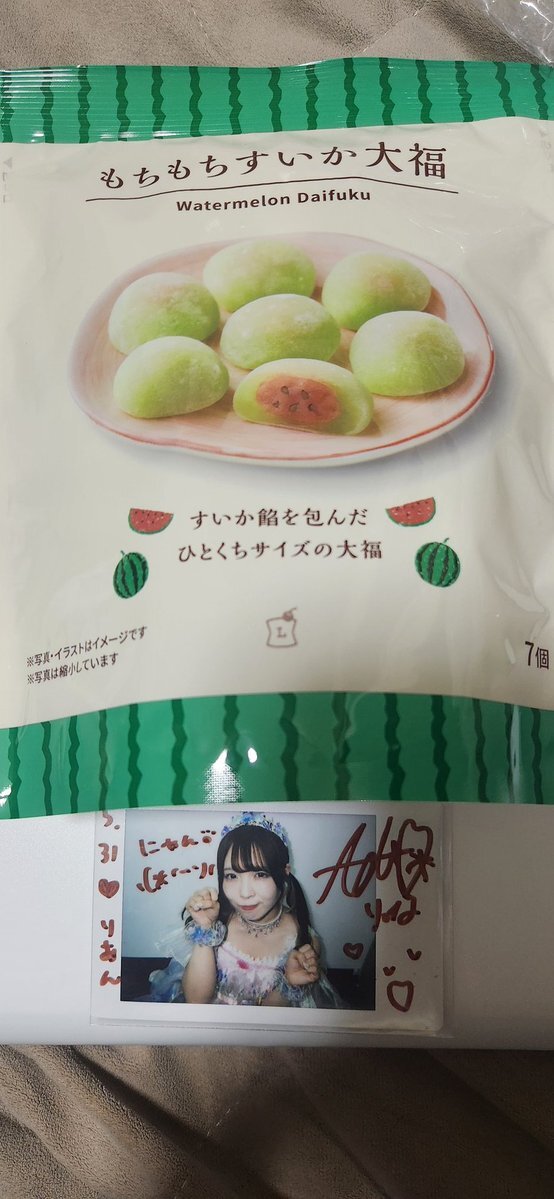 もちもちすいか大福
Watermelon Daifuku
すいか餡を包んだ
ひとくちサイズの大福
L
※写真・イラストはイメージです
※写真は縮小しています
7個
5.31
りあん
にゃん